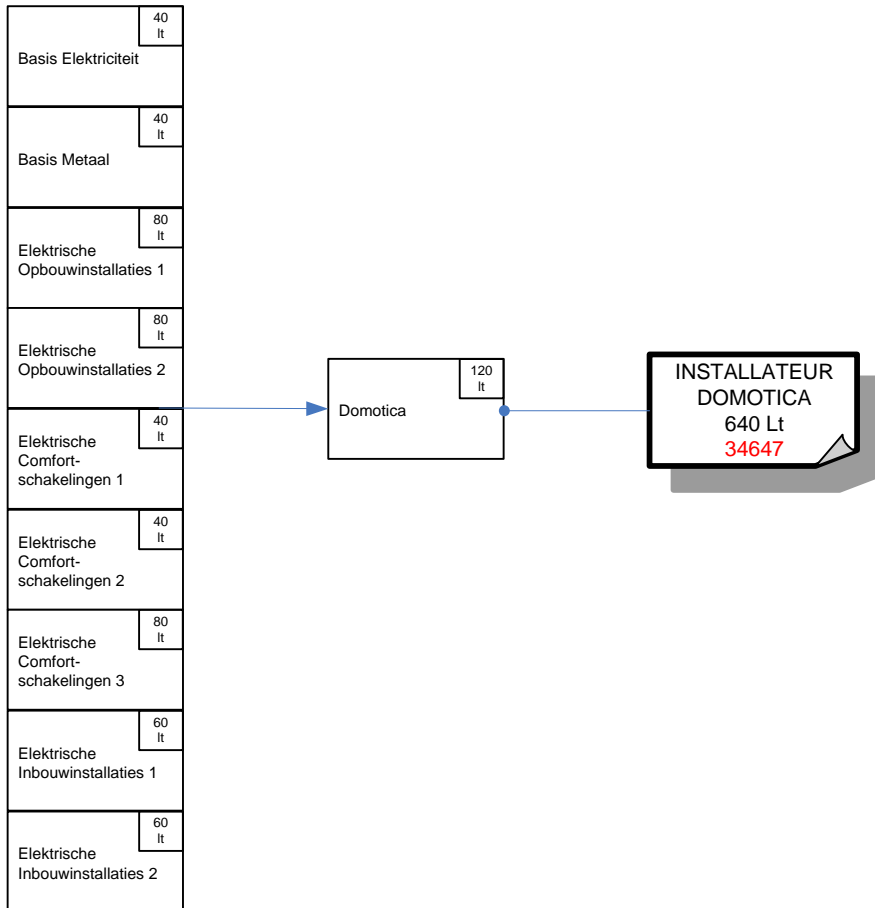 40
lt
Basis Elektriciteit
40
lt
Basis Metaal
80
lt
Elektrische
Opbouwinstallaties 1
80
lt
Elektrische
Opbouwinstallaties 2
40
lt
Elektrische
Comfort-
schakelingen 1
40
lt
Elektrische
Comfort-
schakelingen 2
80
lt
Elektrische
Comfort-
schakelingen 3
60
lt
Elektrische
Inbouwinstallaties 1
60
lt
Elektrische
Inbouwinstallaties 2
120
lt
Domotica
INSTALLATEUR
DOMOTICA
640 Lt
34647